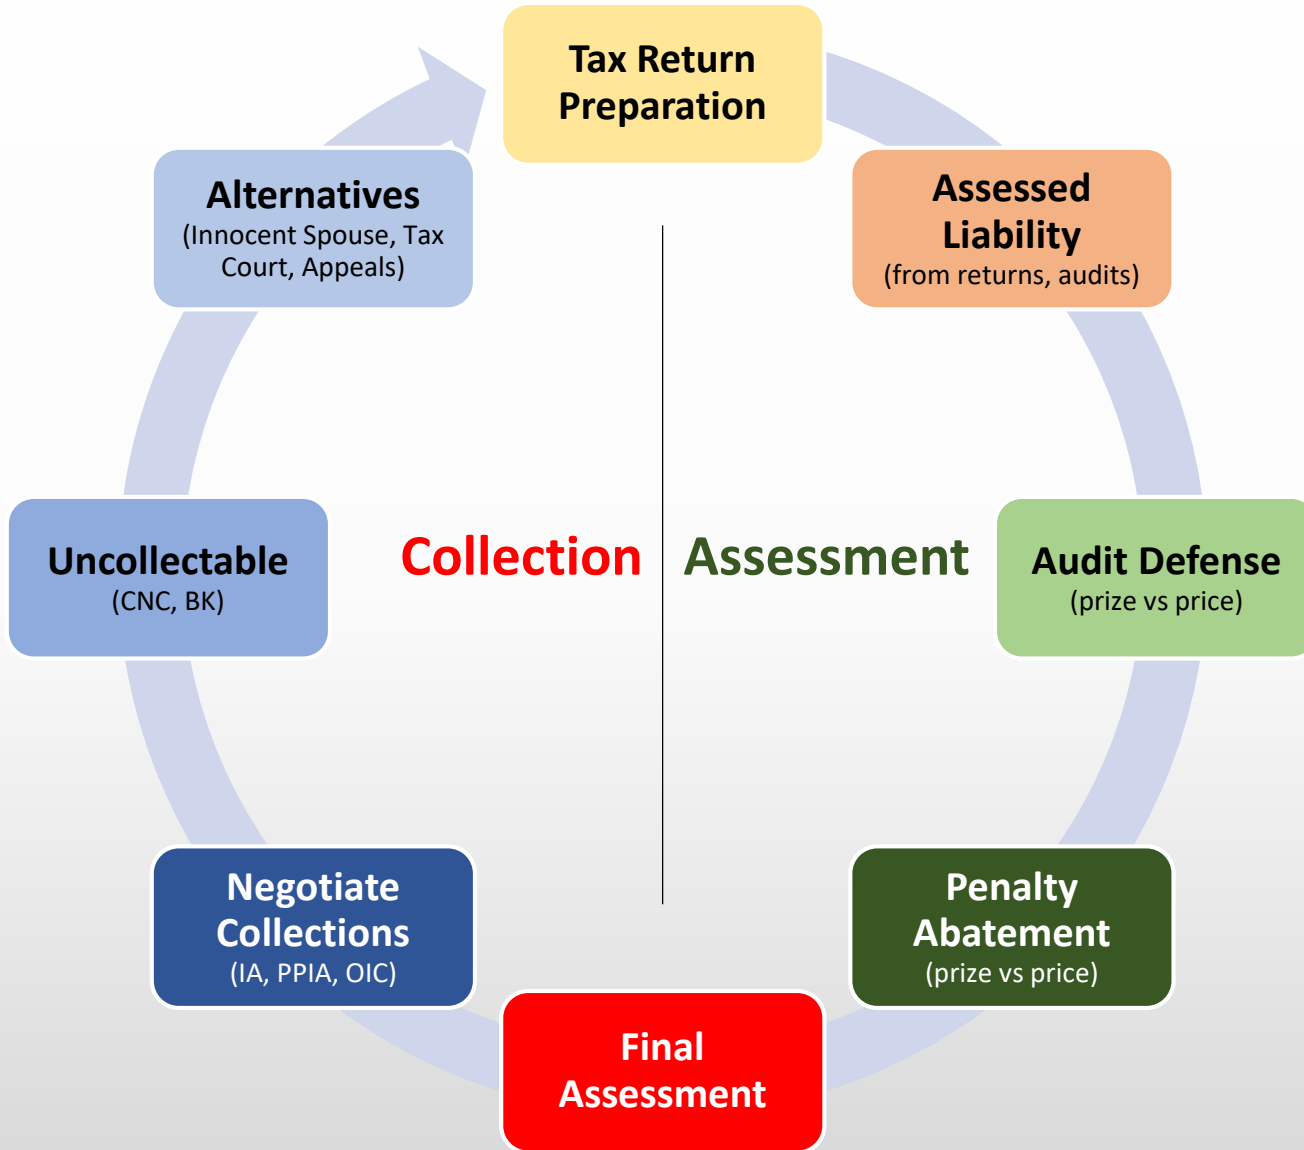 Tax Return
Preparation
Assessed
Liability
(from returns, audits)
Audit Defense
(prize vs price)
Penalty
Abatement
(prize vs price)
Final
Assessment
Negotiate
Collections
(IA, PPIA, OIC)
Uncollectable
(CNC, BK)
Alternatives
(Innocent Spouse, Tax
Court, Appeals)
Collection
Assessment